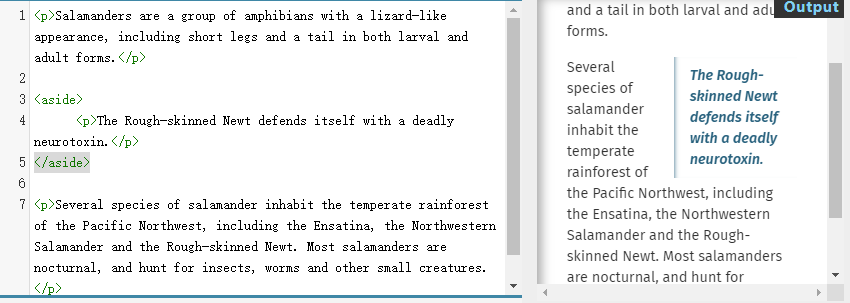 1 <p>Salamanders are a group of amphibians with a lizard-like
appearance, including short legs and a tail in both larval and
adult forms.</p>
2
3 <aside>
4 <p>The Rough-skinned Newt defends itself with a deadly
neurotoxin.</p>
5 </aside>
6
7 <p>Several species of salamander inhabit the temperate rainforest
of the Pacific Northwest, including the Ensatina, the Northwestern
Salamander and the Rough-skinned Newt. Most salamanders are
nocturnal, and hunt for insects, worms and other small creatures.
</p>
Output
and a tail in both larval and adu
forms.
Several
species of
salamander
inhabit the
temperate
rainforest of
the Pacific Northwest, including
the Ensatina, the Northwestern
Salamander and the Rough-
skinned Newt. Most salamanders
are nocturnal, and hunt for
The Rough-
skinned Newt
defends itself
with a deadly
neurotoxin.